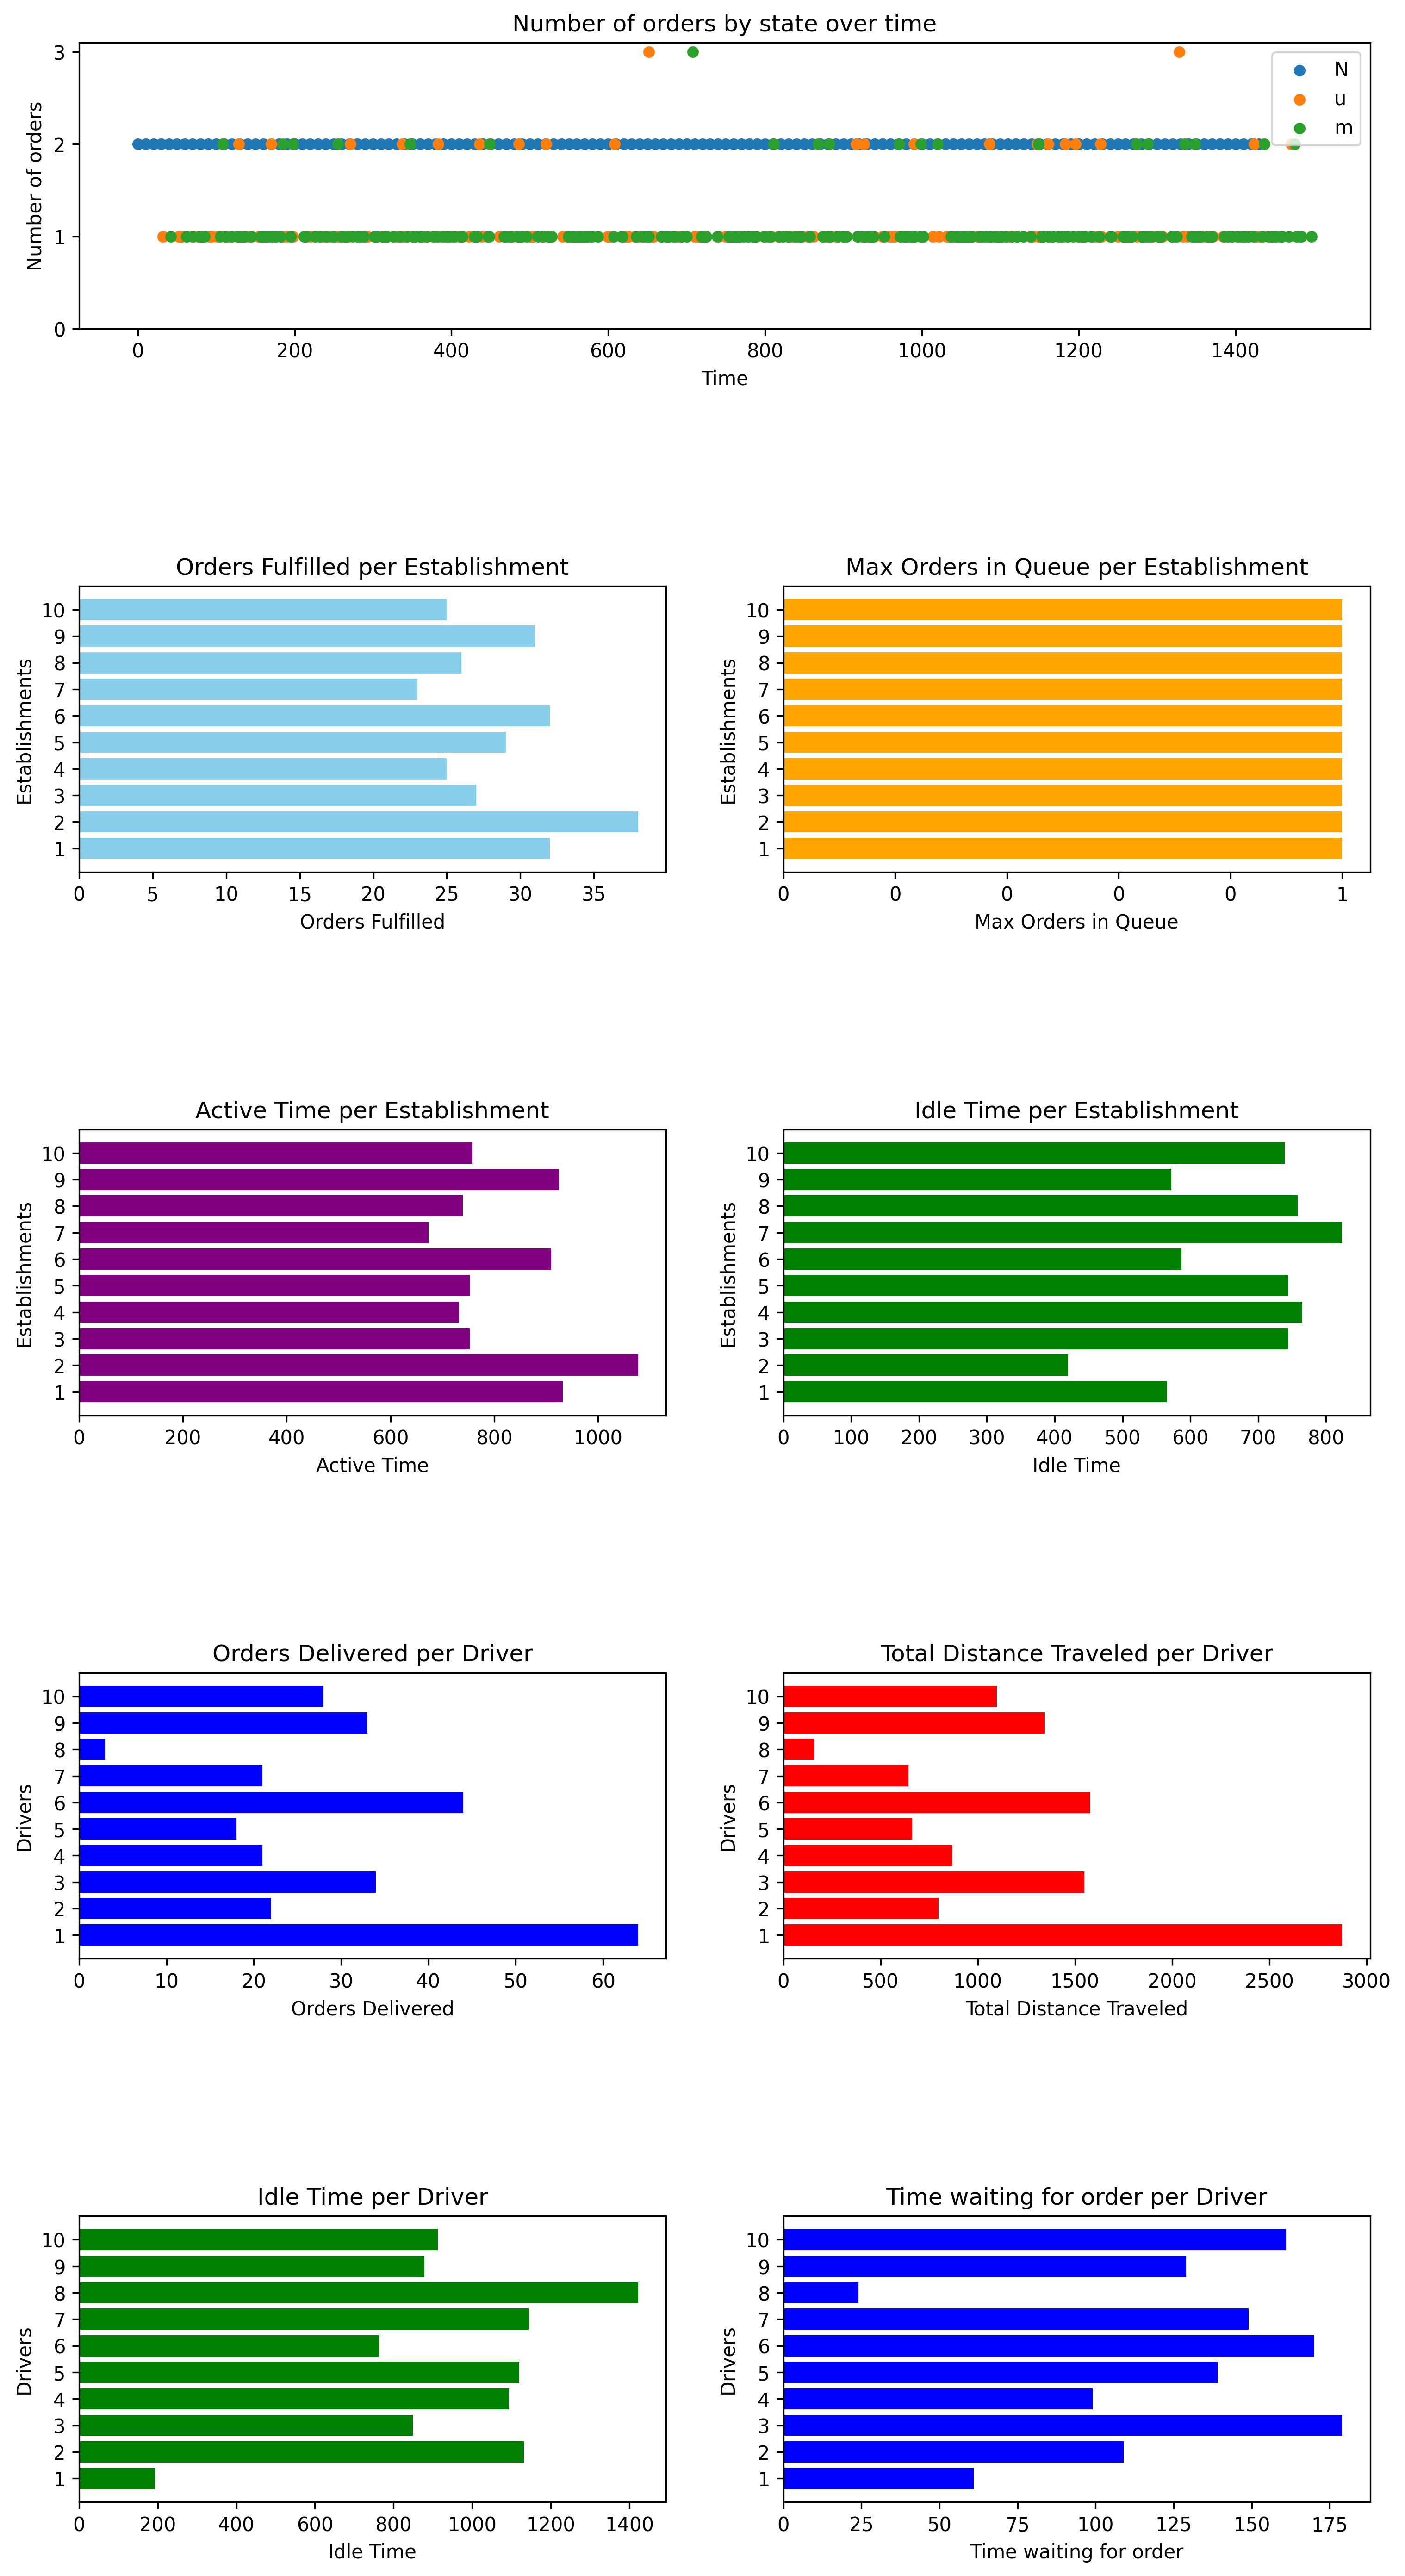 Number of orders by state over time
Number of orders
3
2
1
0
N
u
m
0 200 400 600 800 1000 1200 1400
Time
Orders Fulfilled per Establishment
Establishments
10
9
8
7
6
5
4
3
2
1
0 5 10 15 20 25 30 35
Orders Fulfilled
Max Orders in Queue per Establishment
Establishments
10
9
8
7
6
5
4
3
2
1
0 0 0 0 0 1
Max Orders in Queue
Active Time per Establishment
Establishments
10
9
8
7
6
5
4
3
2
1
0 200 400 600 800 1000
Active Time
Idle Time per Establishment
Establishments
10
9
8
7
6
5
4
3
2
1
0 100 200 300 400 500 600 700 800
Idle Time
Orders Delivered per Driver
Drivers
10
9
8
7
6
5
4
3
2
1
0 10 20 30 40 50 60
Orders Delivered
Total Distance Traveled per Driver
Drivers
10
9
8
7
6
5
4
3
2
1
0 500 1000 1500 2000 2500 3000
Total Distance Traveled
Idle Time per Driver
Drivers
10
9
8
7
6
5
4
3
2
1
0 200 400 600 800 1000 1200 1400
Idle Time
Time waiting for order per Driver
Drivers
10
9
8
7
6
5
4
3
2
1
0 25 50 75 100 125 150 175
Time waiting for order